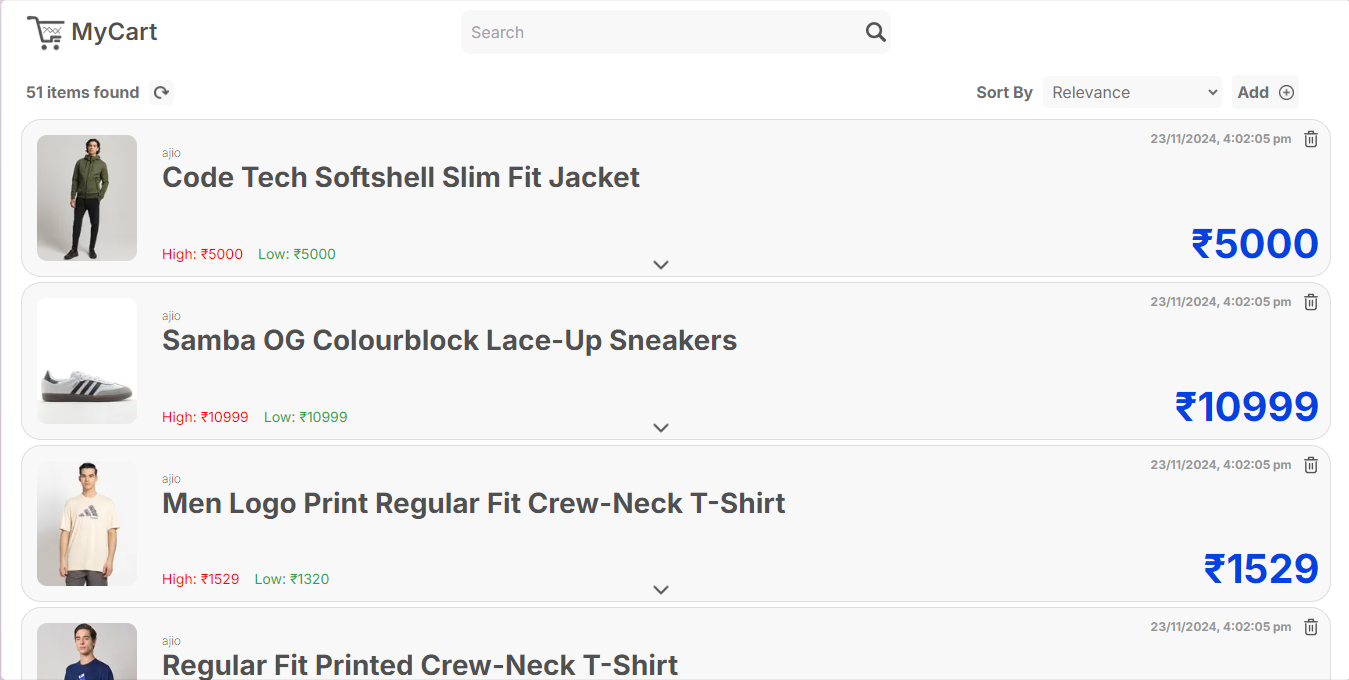 MyCart
Search
51 items found
Sort By Relevance Add
23/11/2024, 4:02:05 pm
ajio
Code Tech Softshell Slim Fit Jacket
High: ₹5000 Low: ₹5000
₹5000
23/11/2024, 4:02:05 pm
ajio
Samba OG Colourblock Lace-Up Sneakers
High: ₹10999 Low: ₹10999
₹10999
23/11/2024, 4:02:05 pm
ajio
Men Logo Print Regular Fit Crew-Neck T-Shirt
High: ₹1529 Low: ₹1320
₹1529
23/11/2024, 4:02:05 pm
ajio
Regular Fit Printed Crew-Neck T-Shirt